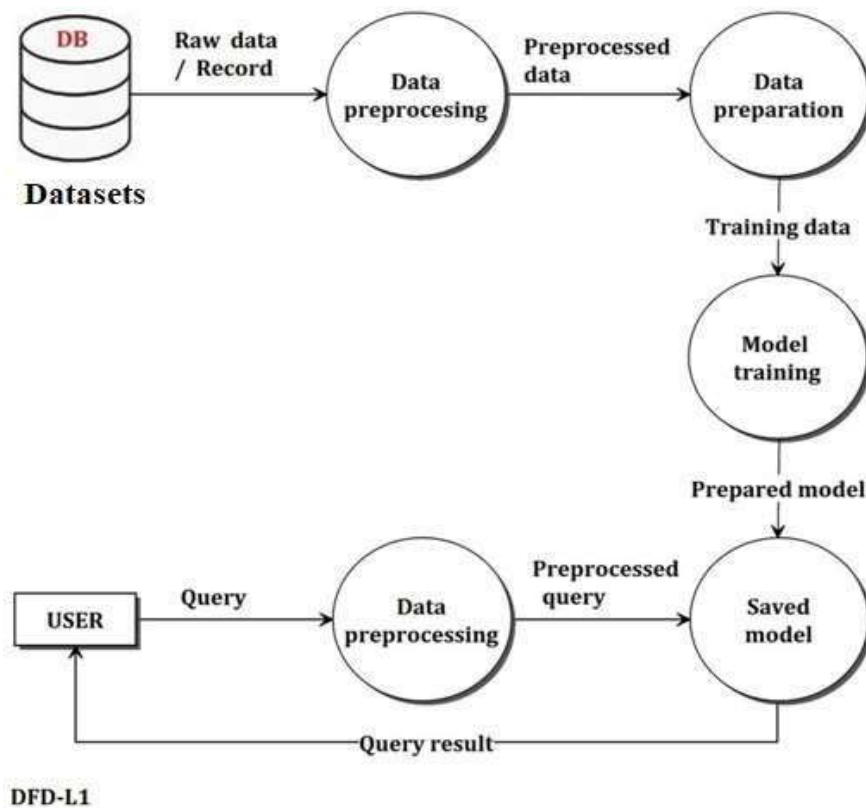 DB
Raw data
/ Record
Preprocessed
data
Data
preprocesing
Data
preparation
Datasets
Training data
Model
training
Prepared model
USER
Query
Data
preprocessing
Preprocessed
query
Saved
model
Query result
DFD-L1